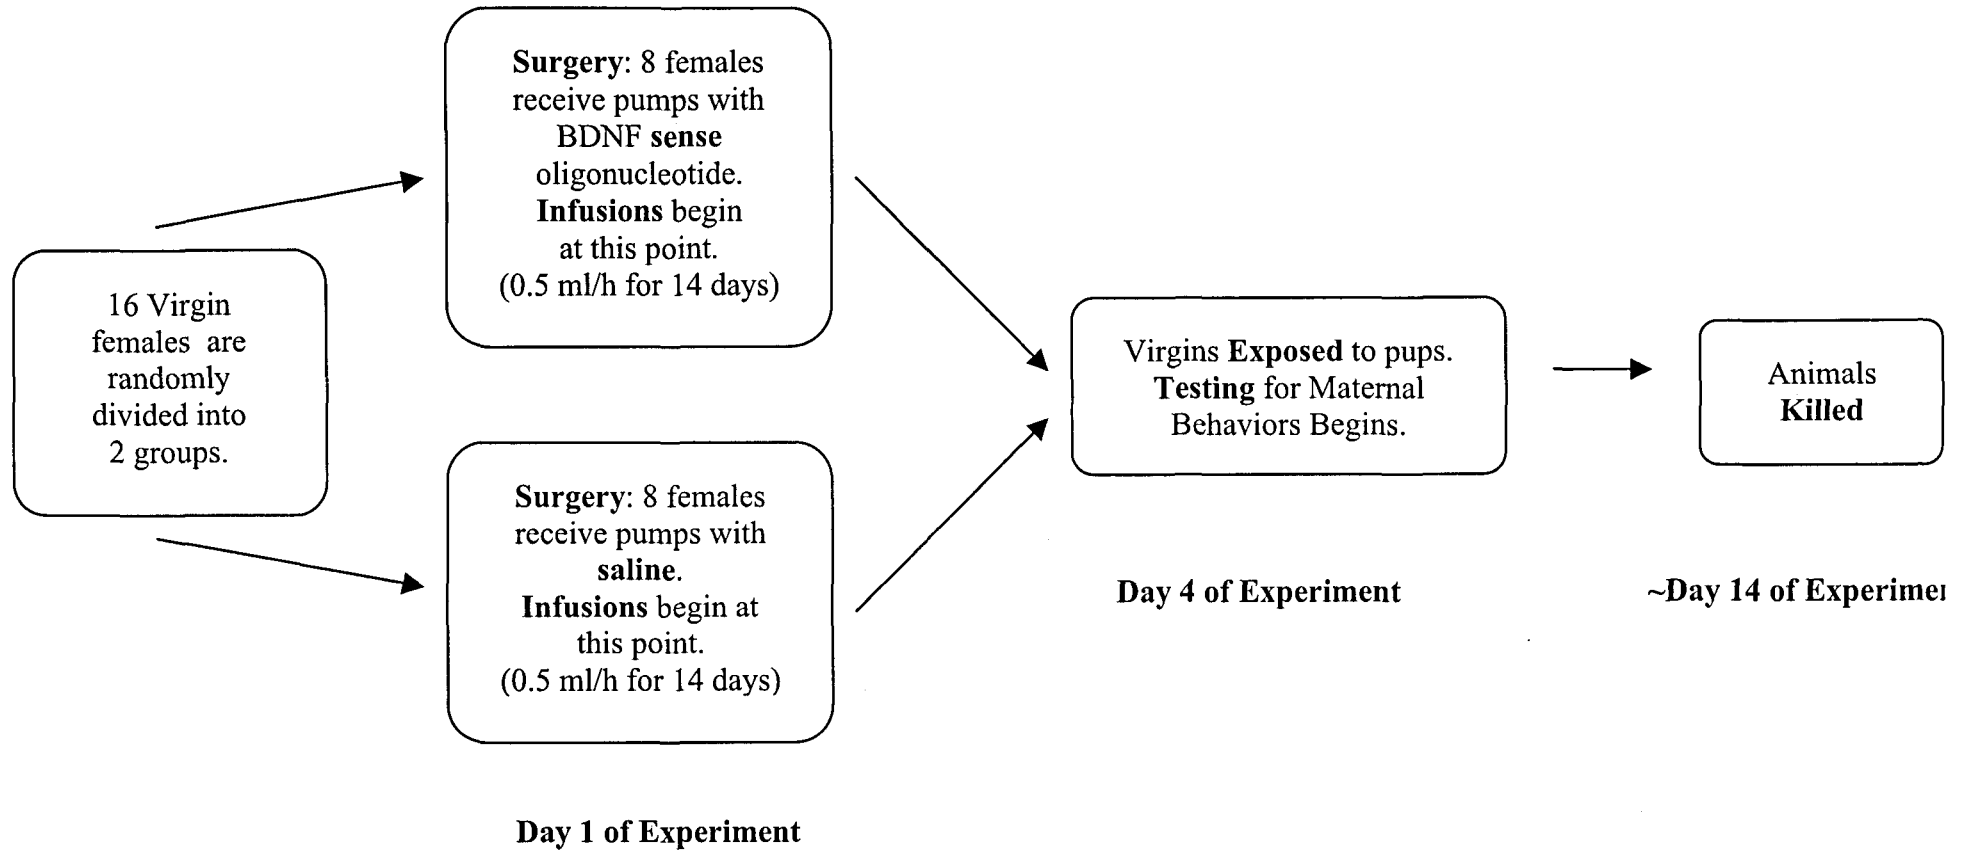 16 Virgin
females are
randomly
divided into
2 groups.
Surgery: 8 females
receive pumps with
BDNF sense
oligonucleotide.
Infusions begin
at this point.
(0.5 ml/h for 14 days)
Surgery: 8 females
receive pumps with
saline.
Infusions begin at
this point.
(0.5 ml/h for 14 days)
Day 1 of Experiment
Virgins Exposed to pups.
Testing for Maternal
Behaviors Begins.
Day 4 of Experiment
Animals
Killed
~Day 14 of